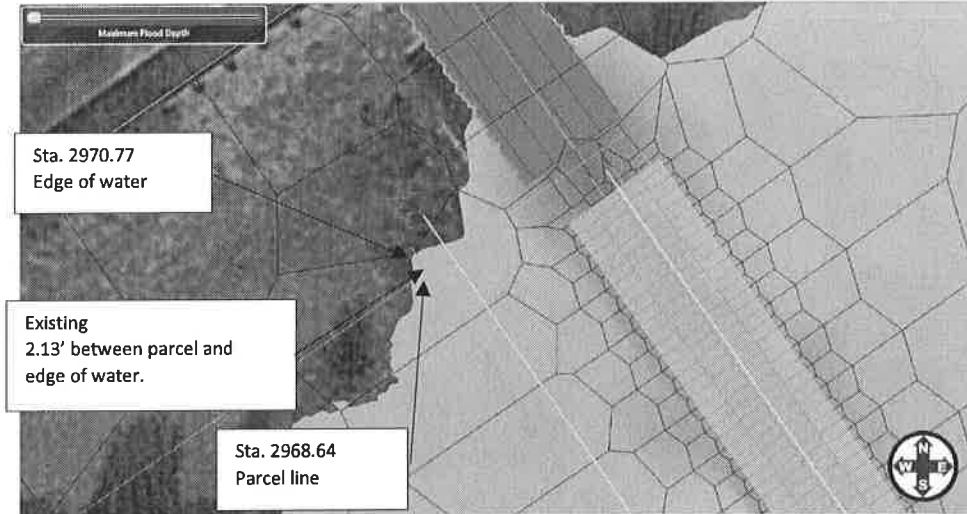 Maximum Flood Depth
Sta. 2970.77
Edge of water
Existing
2.13’ between parcel and
edge of water.
Sta. 2968.64
Parcel line
N
W E
S